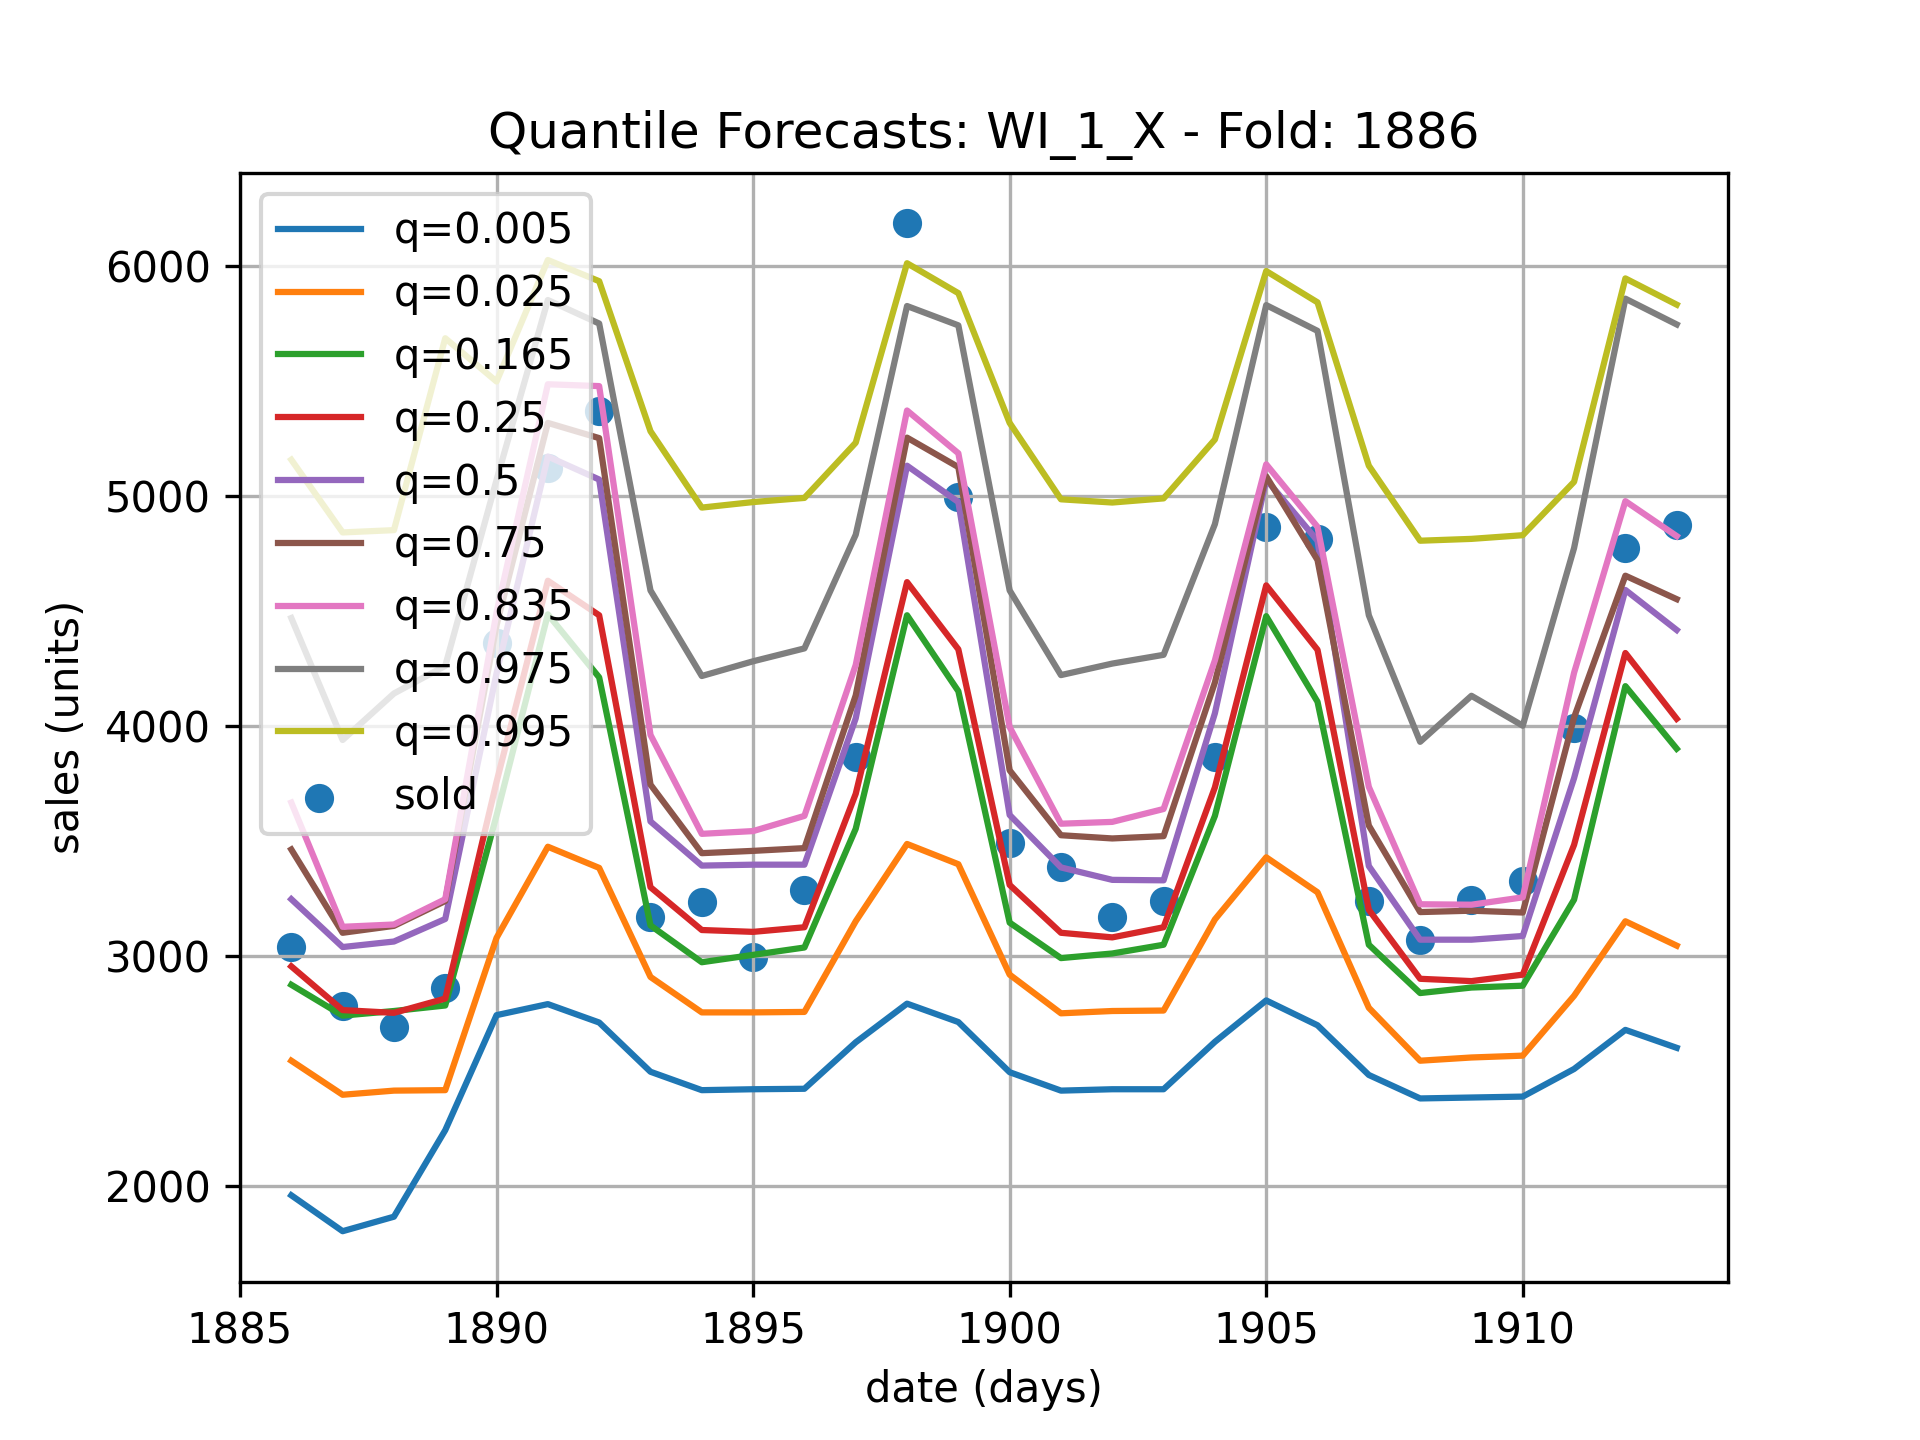 Quantile Forecasts: WI_1_X - Fold: 1886
q=0.005
q=0.025
q=0.165
q=0.25
q=0.5
q=0.75
q=0.835
q=0.975
q=0.995
sold
6000
5000
4000
3000
2000
sales (units)
1885
1890
1895
1900
1905
1910
date (days)